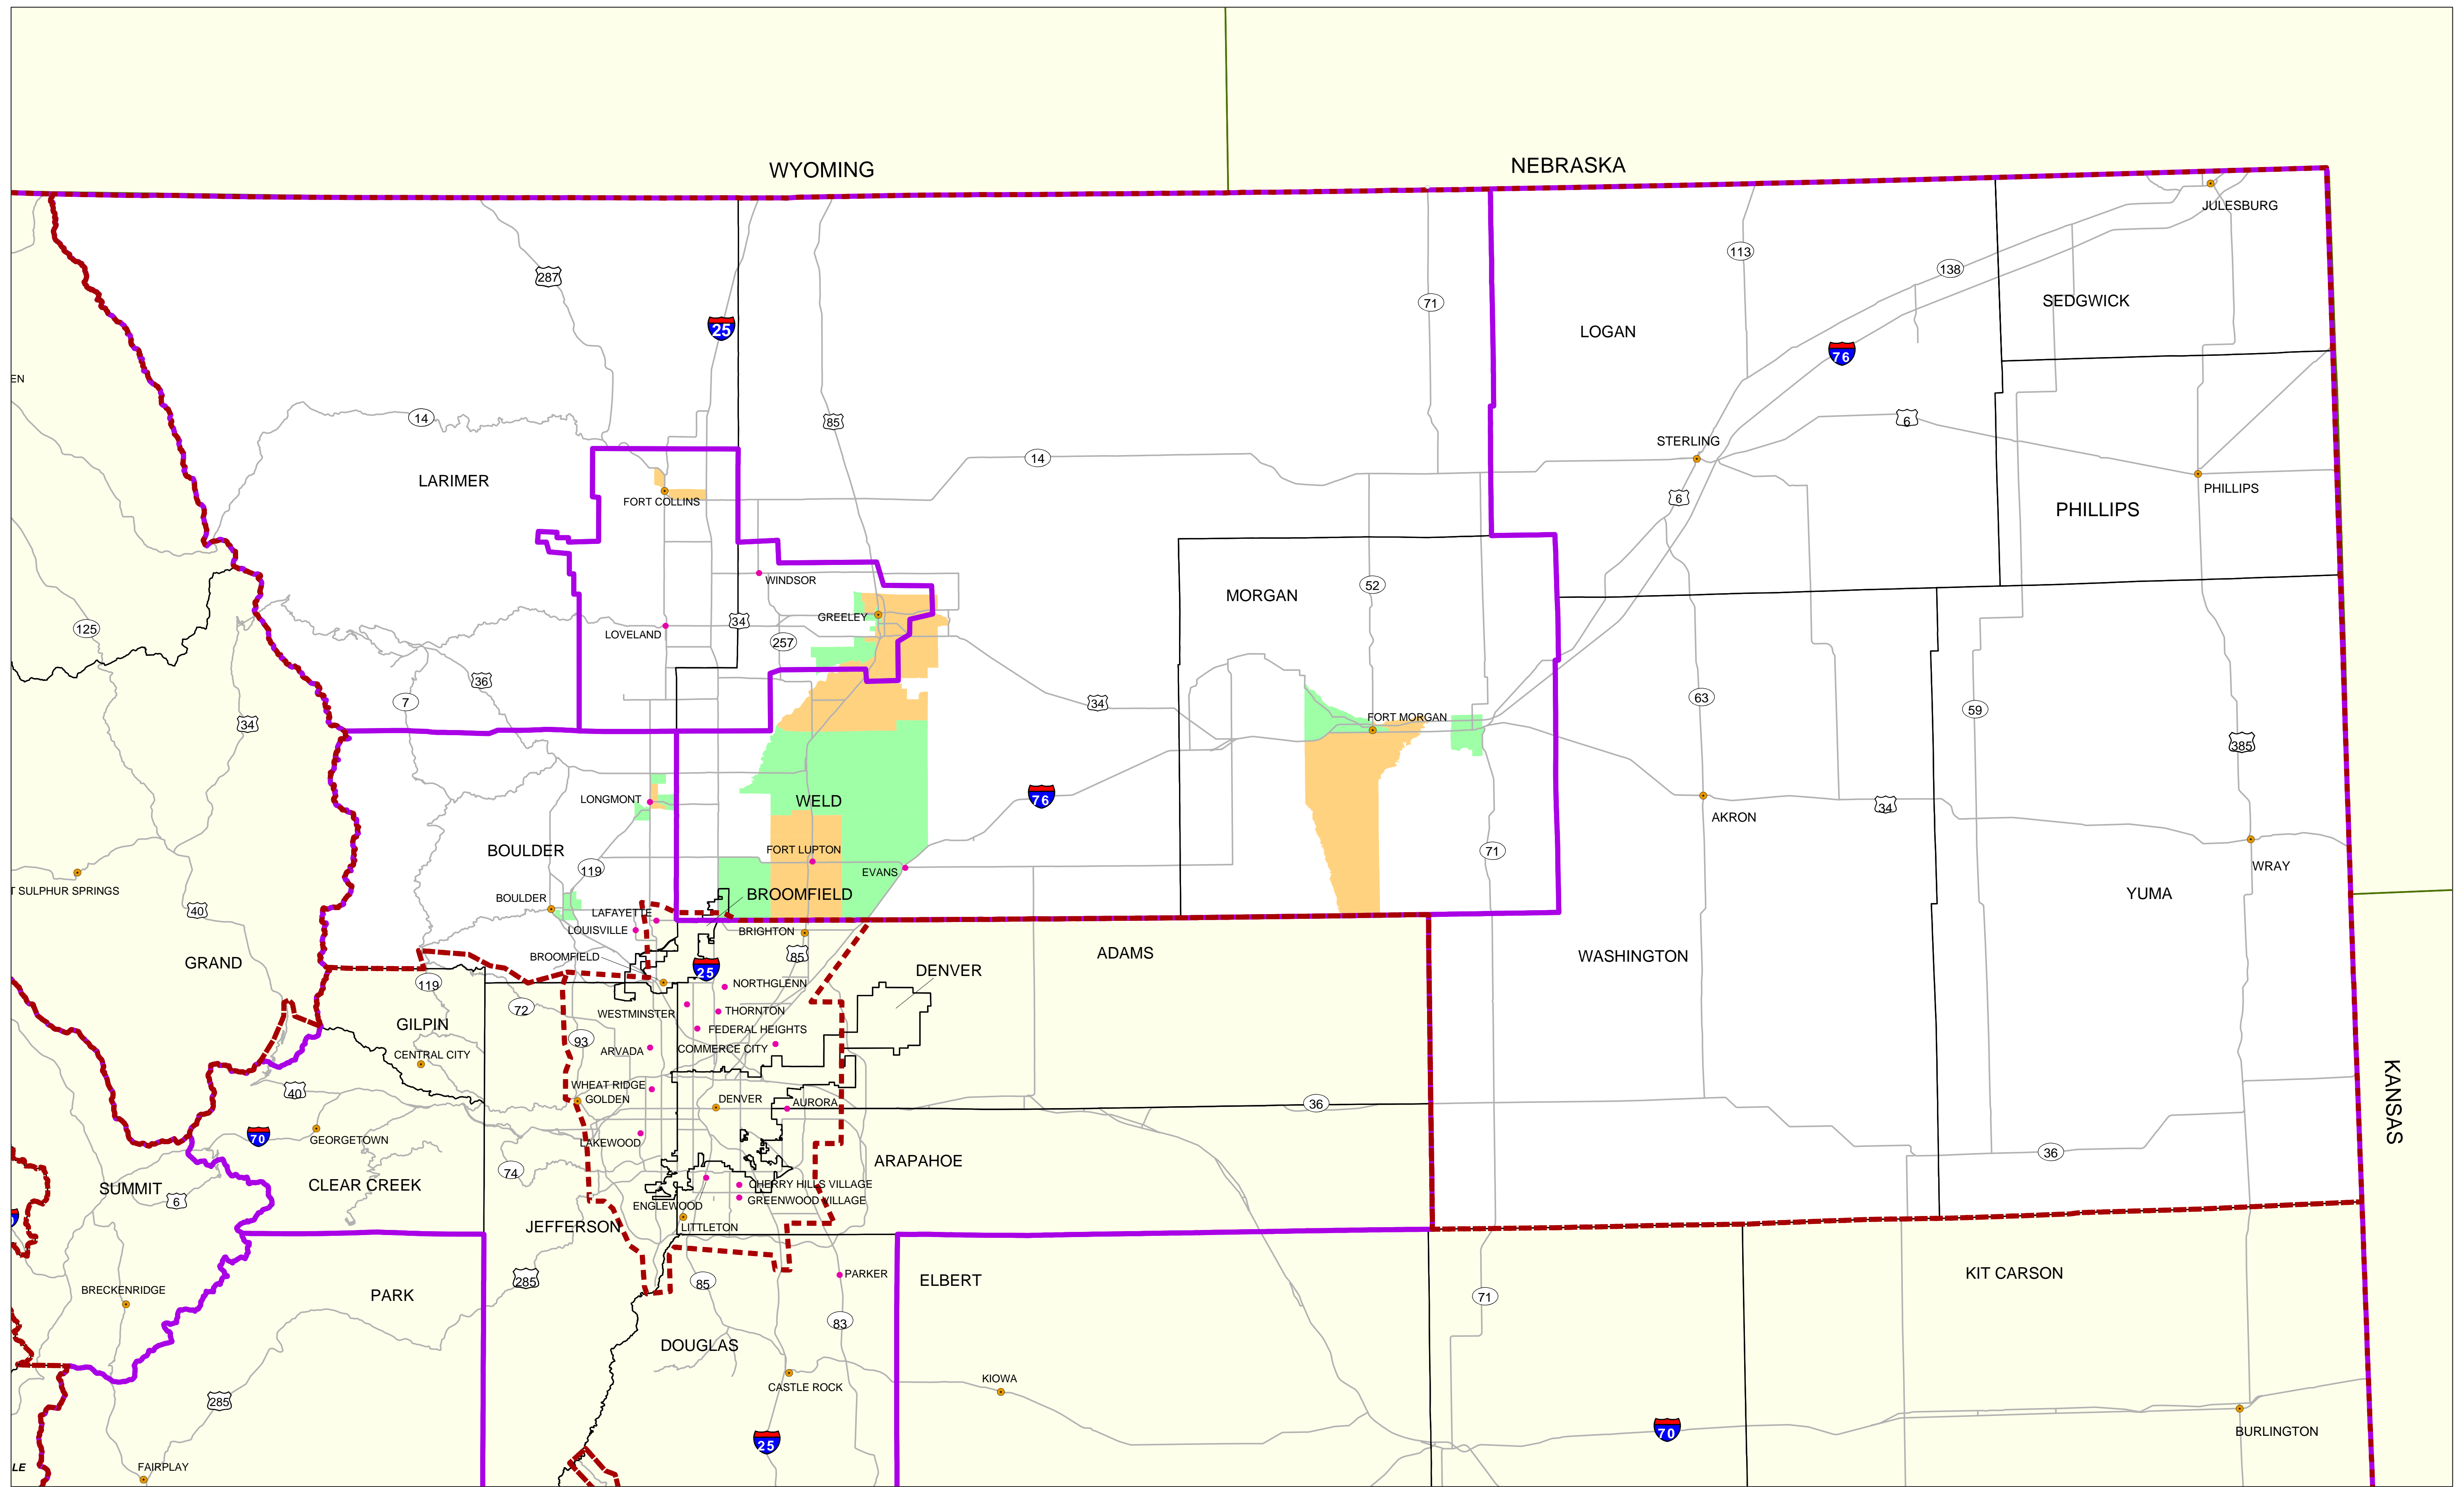 WYOMING
NEBRASKA
JULESBURG
287
113
138
71
SEDGWICK
25
LOGAN
76
EN
14
85
6
STERLING
14
LARIMER
PHILLIPS
6
FORT COLLINS
PHILLIPS
WINDSOR
52
MORGAN
GREELEY
34
125
LOVELAND
257
36
7
34
63
59
34
FORT MORGAN
385
LONGMONT
WELD
76
34
AKRON
FORT LUPTON
BOULDER
119
71
EVANS
WRAY
T SULPHUR SPRINGS
BROOMFIELD
YUMA
BOULDER
40
LAFAYETTE
LOUISVILLE
BRIGHTON
GRAND
BROOMFIELD
85
ADAMS
WASHINGTON
25
DENVER
119
NORTHGLENN
72
WESTMINSTER
THORNTON
GILPIN
FEDERAL HEIGHTS
93
ARVADA
COMMERCE CITY
CENTRAL CITY
KANSAS
WHEAT RIDGE
40
GOLDEN
DENVER
AURORA
36
70
GEORGETOWN
LAKEWOOD
36
74
ARAPAHOE
SUMMIT
CLEAR CREEK
CHERRY HILLS VILLAGE
6
ENGLEWOOD
GREENWOOD VILLAGE
JEFFERSON
LITTLETON
285
85
PARKER
ELBERT
KIT CARSON
BRECKENRIDGE
PARK
71
83
DOUGLAS
KIOWA
CASTLE ROCK
285
70
BURLINGTON
25
LE
FAIRPLAY